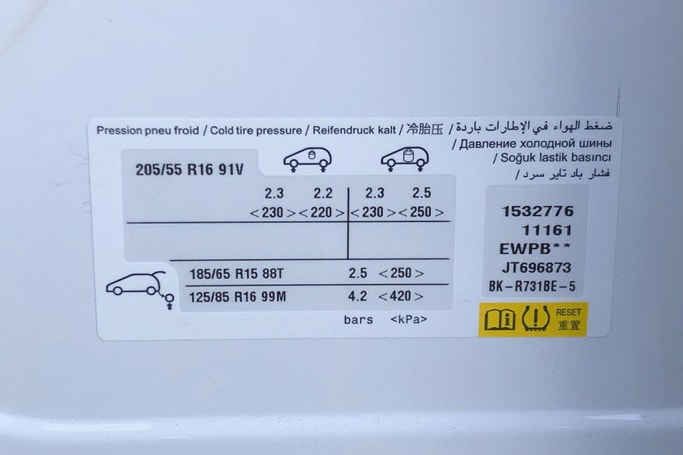 Pression pneu froid / Cold tire pressure / Reifendruck kalt / 冷胎压 / ضغط الهواء في الإطارات باردة
/ Давление холодной шины
/ Soğuk lastik basıncı
/ فشار باد تایر سرد
205/55 R16 91V
2.3 2.2 2.3 2.5
<230> <220> <230> <250>
185/65 R15 88T 2.5 <250>
125/85 R16 99M 4.2 <420>
bars <kPa>
1532776
11161
EWPB**
JT696873
BK-R731BE-5
RESET
重置